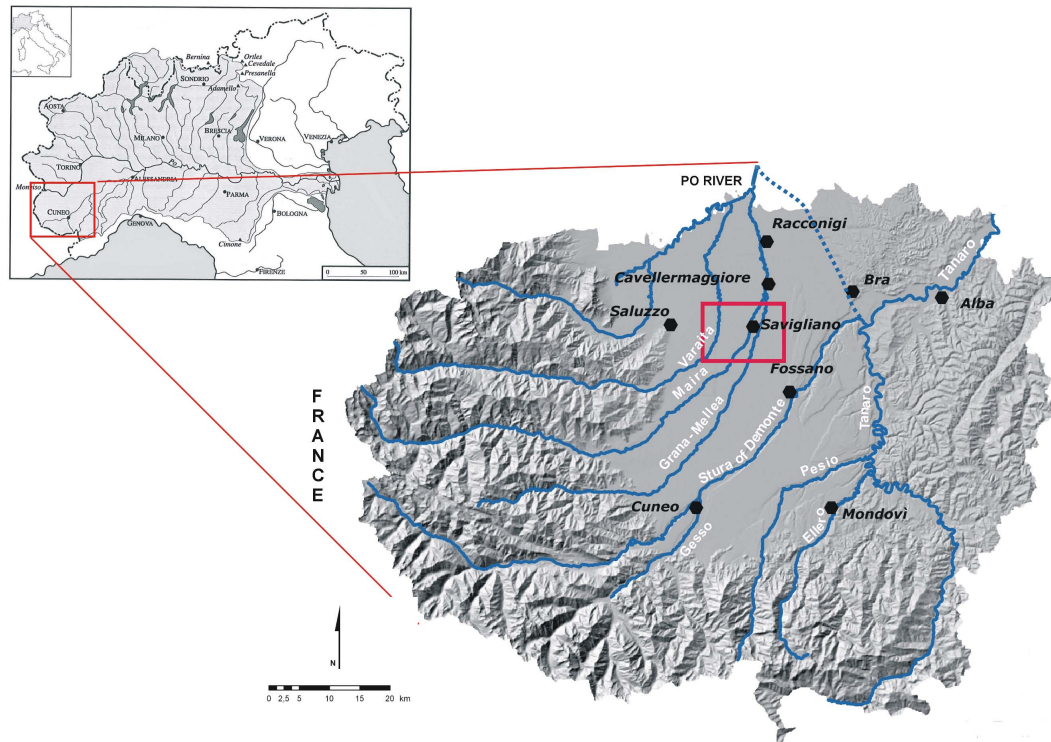 Bernina
Ortles
Cevedale
Presanella
SONDRIO
Adamello
AOSTA
MILANO
BRESCIA
VERONA
VENEZIA
TORINO
Po
ALESSANDRIA
Monviso
PARMA
CUNEO
GENOVA
BOLOGNA
Cimone
FIRENZE
0 50 100 km
PO RIVER
Racconigi
Cavellermaggiore
Bra
Tanaro
Alba
Saluzzo
Savigliano
Varaita
Maira
Fossano
FRANCE
Grana-Mellea
Stura of Demonte
Tanaro
Pesio
Cuneo
Gesso
Ellero
Mondovì
N
0 2,5 5 10 15 20 km